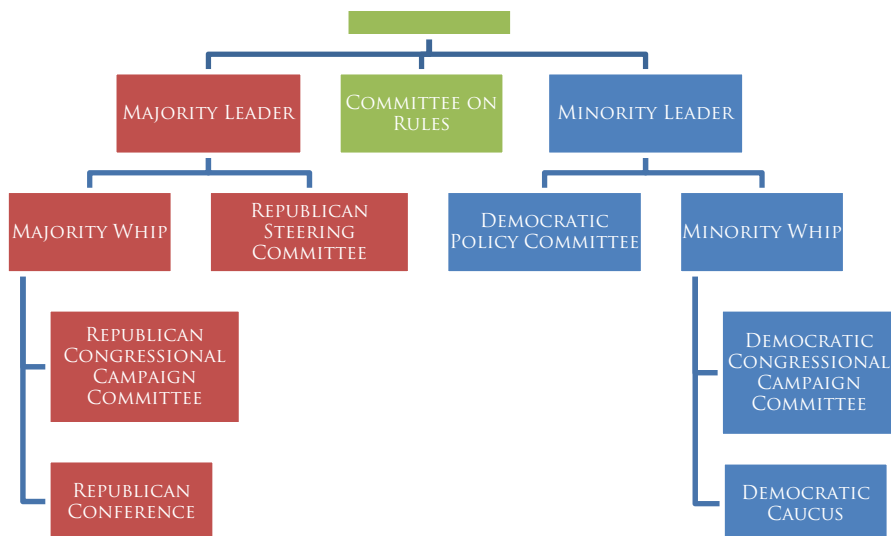 Majority Leader
Committee on
Rules
Minority Leader
Majority Whip
Republican
Steering
Committee
Democratic
Policy Committee
Minority Whip
Republican
Congressional
Campaign
Committee
Democratic
Congressional
Campaign
Committee
Republican
Conference
Democratic
Caucus